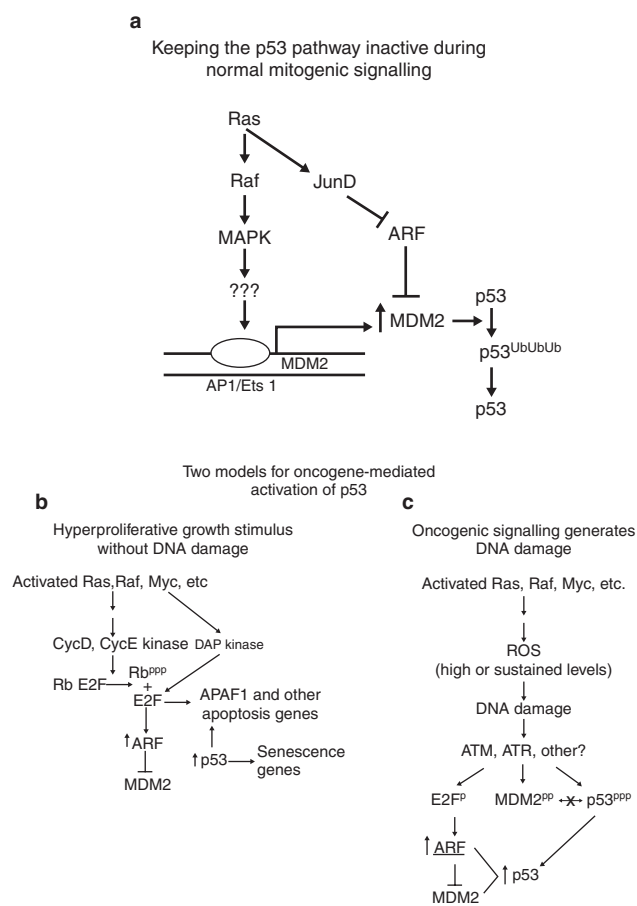 a
Keeping the p53 pathway inactive during
normal mitogenic signalling
Ras
Raf
JunD
MAPK
ARF
???
p53
MDM2
MDM2
p53UbUbUb
AP1/Ets 1
p53
Two models for oncogene-mediated
activation of p53
b
Hyperproliferative growth stimulus
without DNA damage
Activated Ras,Raf, Myc, etc
CycD, CycE kinase
DAP kinase
Rbppp
Rb E2F
+
E2F
APAF1 and other
apoptosis genes
ARF
p53
Senescence
genes
MDM2
c
Oncogenic signalling generates
DNA damage
Activated Ras, Raf, Myc, etc.
ROS
(high or sustained levels)
DNA damage
ATM, ATR, other?
E2Fp
MDM2pp
x
p53ppp
ARF
p53
MDM2